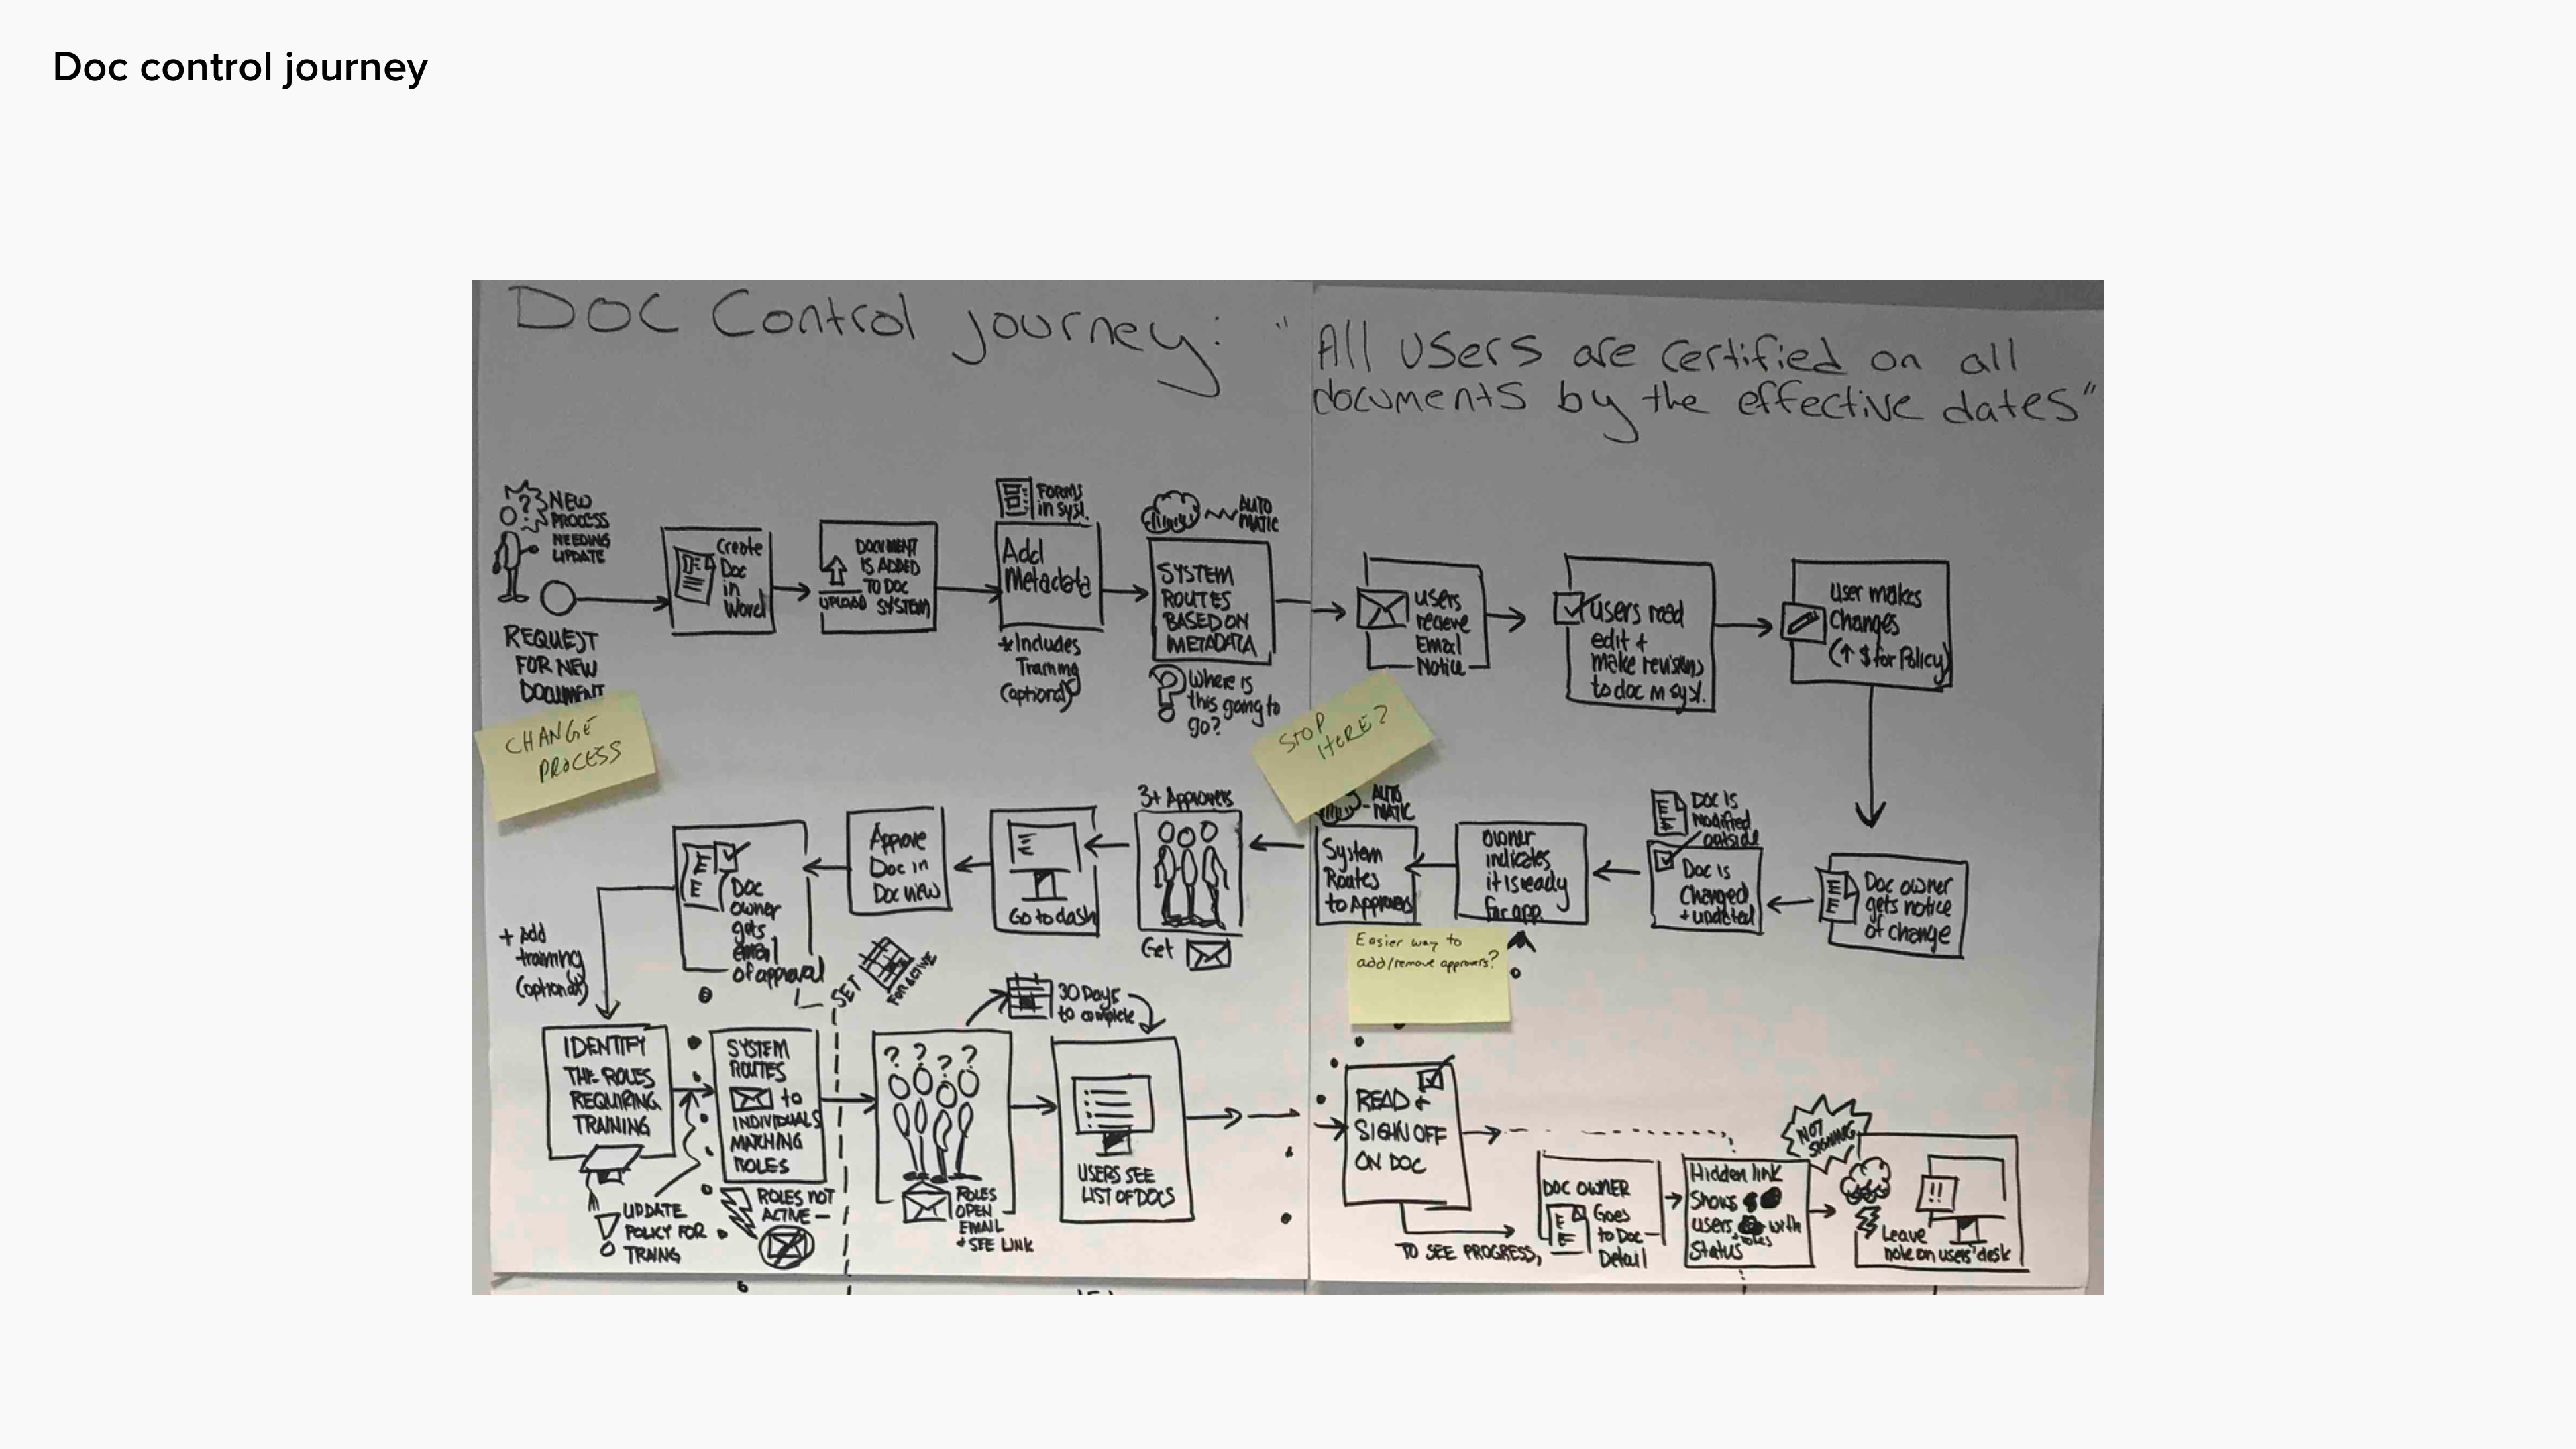 Doc control journey
DOC Control journey: "All users are certified on all
documents by the effective dates"
NEW
PROCESS
NEEDING
UPDATE
REQUEST
FOR NEW
DOCUMENT
Create
Doc
in
Word
DOCUMENT
IS ADDED
TO DOC
SYSTEM
UPLOAD
FORMS
in syst.
Add
Metadata
*Includes
Training
(optional)
AUTO
MATIC
SYSTEM
ROUTES
BASED ON
METADATA
Where is
this going to
go?
users
recieve
Email
Notice
Users read
edit +
make revisions
to doc in syst.
User makes
Changes
(↑ $ for Policy)
CHANGE
PROCESS
STOP
HERE?
Doc owner
gets notice
of change
Doc is
Modified
outside
Doc is
Changed
+ updated
owner
indicates
it is ready
for app.
AUTO
MATIC
System
Routes
to Approvers
Easier way to
add/remove approvers?
3+ Approvers
Get
Go to dash
Approve
Doc in
Doc view
Doc
owner
gets
email
of approval
SET
FOR ACTIVE
+ Add
training
(optional)
IDENTIFY
THE ROLES
REQUIRING
TRAINING
UPDATE
POLICY FOR
TRAING
SYSTEM
ROUTES
to
INDIVIDUALS
MATCHING
ROLES
ROLES NOT
ACTIVE –
? ? ? ?
ROLES
OPEN
EMAIL
+ SEE LINK
30 Days
to complete
USERS SEE
LIST OF DOCS
READ +
SIGN OFF
ON DOC
TO SEE PROGRESS,
DOC OWNER
Goes
to Doc
Detail
Hidden link
Shows
users with
roles
Status
NOT
SIGNING
!!
Leave
note on users' desk